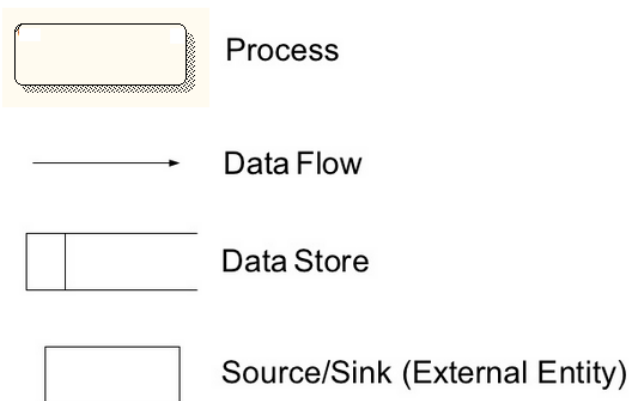 Process
Data Flow
Data Store
Source/Sink (External Entity)